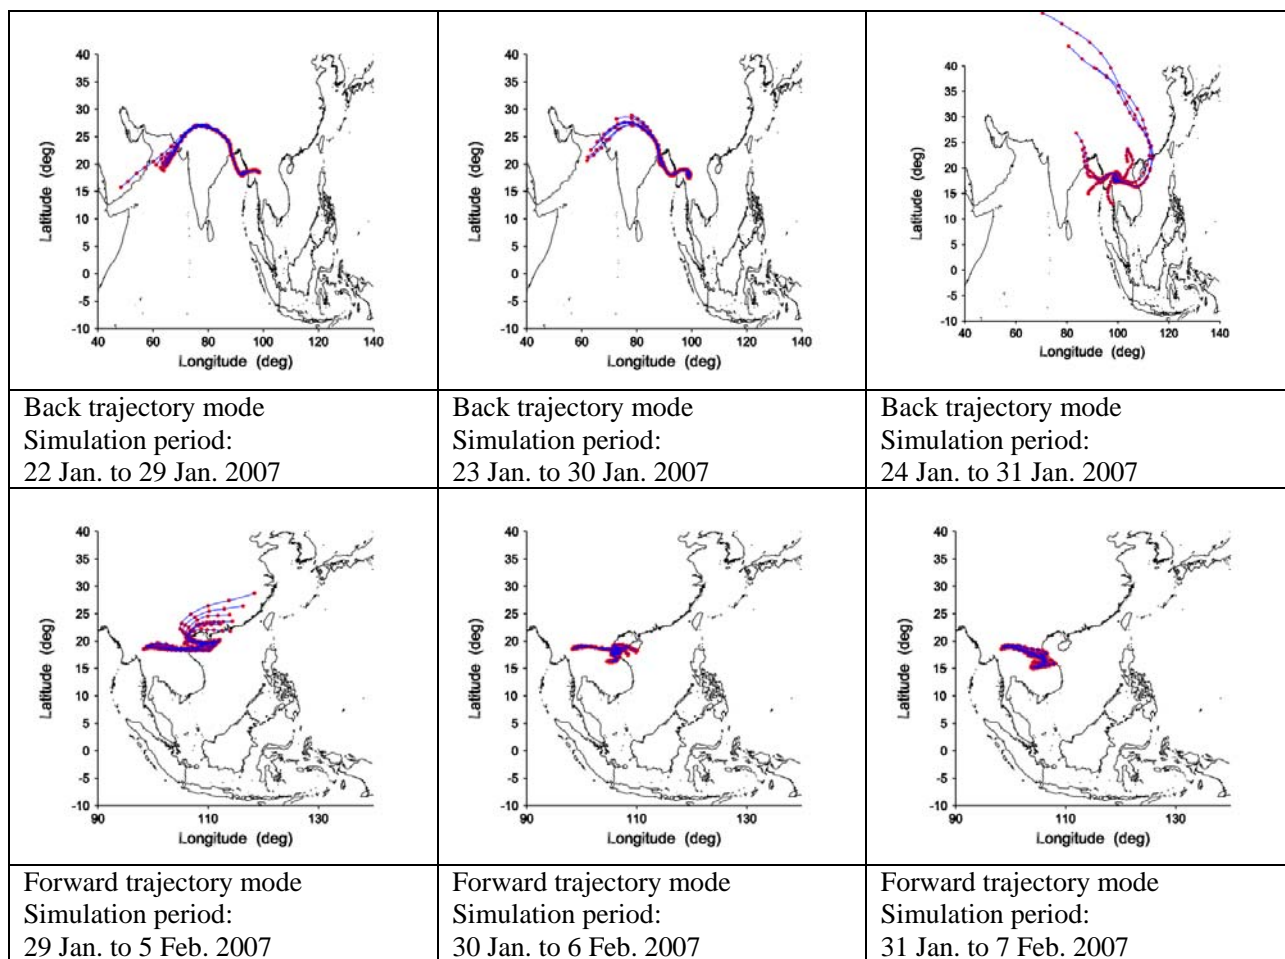 40
35
30
25
20
15
10
5
0
-5
-10
40 60 80 100 120 140
Latitude (deg)
Longitude (deg)
40
35
30
25
20
15
10
5
0
-5
-10
40 60 80 100 120 140
Latitude (deg)
Longitude (deg)
40
35
30
25
20
15
10
5
0
-5
-10
40 60 80 100 120 140
Latitude (deg)
Longitude (deg)
Back trajectory mode
Simulation period:
22 Jan. to 29 Jan. 2007
Back trajectory mode
Simulation period:
23 Jan. to 30 Jan. 2007
Back trajectory mode
Simulation period:
24 Jan. to 31 Jan. 2007
40
35
30
25
20
15
10
5
0
-5
-10
90 110 130
Latitude (deg)
Longitude (deg)
40
35
30
25
20
15
10
5
0
-5
-10
90 110 130
Latitude (deg)
Longitude (deg)
40
35
30
25
20
15
10
5
0
-5
-10
90 110 130
Latitude (deg)
Longitude (deg)
Forward trajectory mode
Simulation period:
29 Jan. to 5 Feb. 2007
Forward trajectory mode
Simulation period:
30 Jan. to 6 Feb. 2007
Forward trajectory mode
Simulation period:
31 Jan. to 7 Feb. 2007